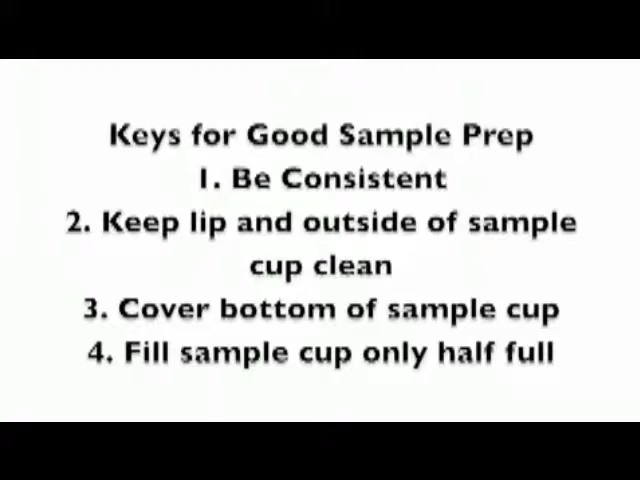 Keys for Good Sample Prep
1. Be Consistent
2. Keep lip and outside of sample
cup clean
3. Cover bottom of sample cup
4. Fill sample cup only half full